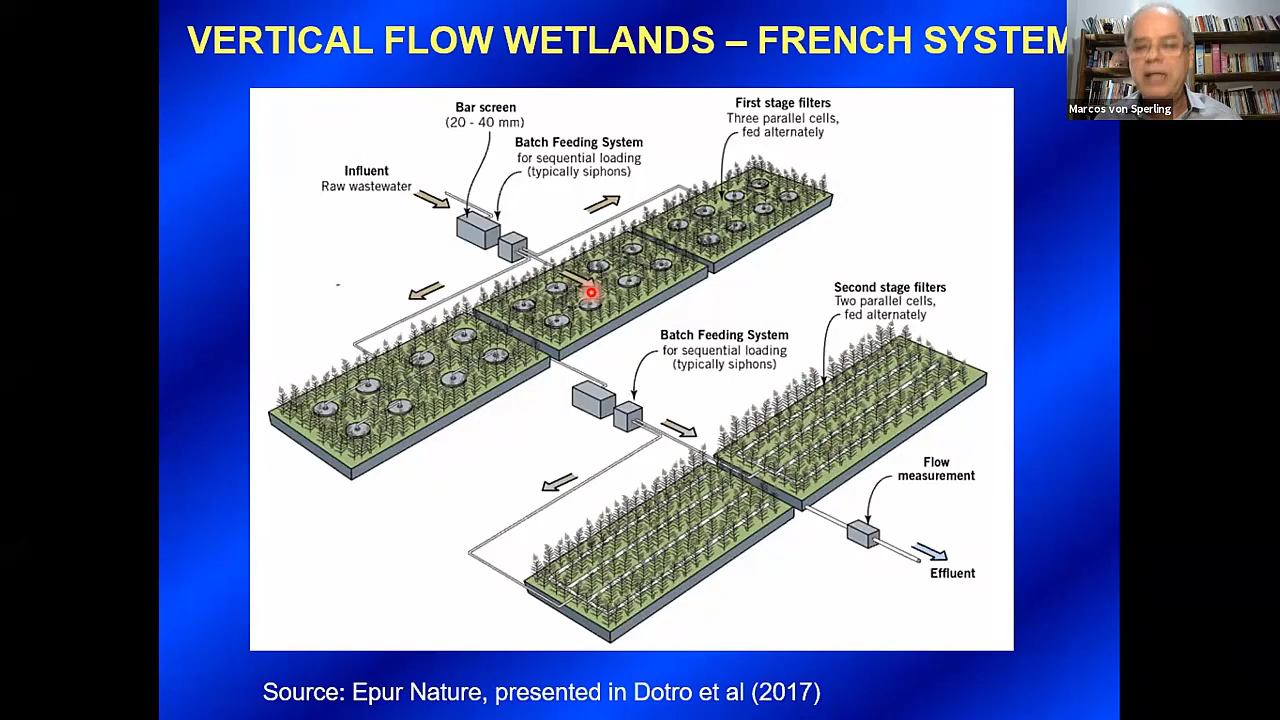 VERTICAL FLOW WETLANDS – FRENCH SYSTEM
Marcos von Sperling
Bar screen
(20 - 40 mm)
Batch Feeding System
for sequential loading
(typically siphons)
Influent
Raw wastewater
First stage filters
Three parallel cells,
fed alternately
Second stage filters
Two parallel cells,
fed alternately
Batch Feeding System
for sequential loading
(typically siphons)
Flow
measurement
Effluent
Source: Epur Nature, presented in Dotro et al (2017)